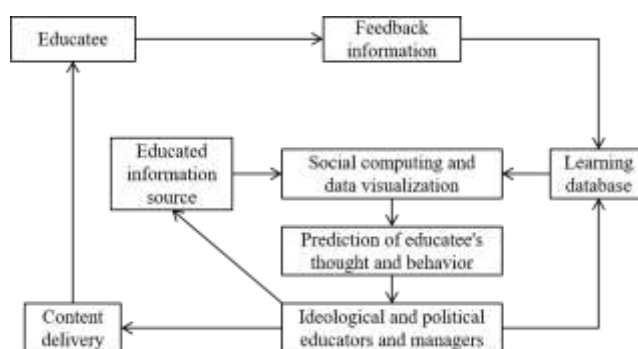 Educatee
Feedback
information
Educated
information
source
Social computing and
data visualization
Learning
database
Prediction of educatee's
thought and behavior
Content
delivery
Ideological and political
educators and managers